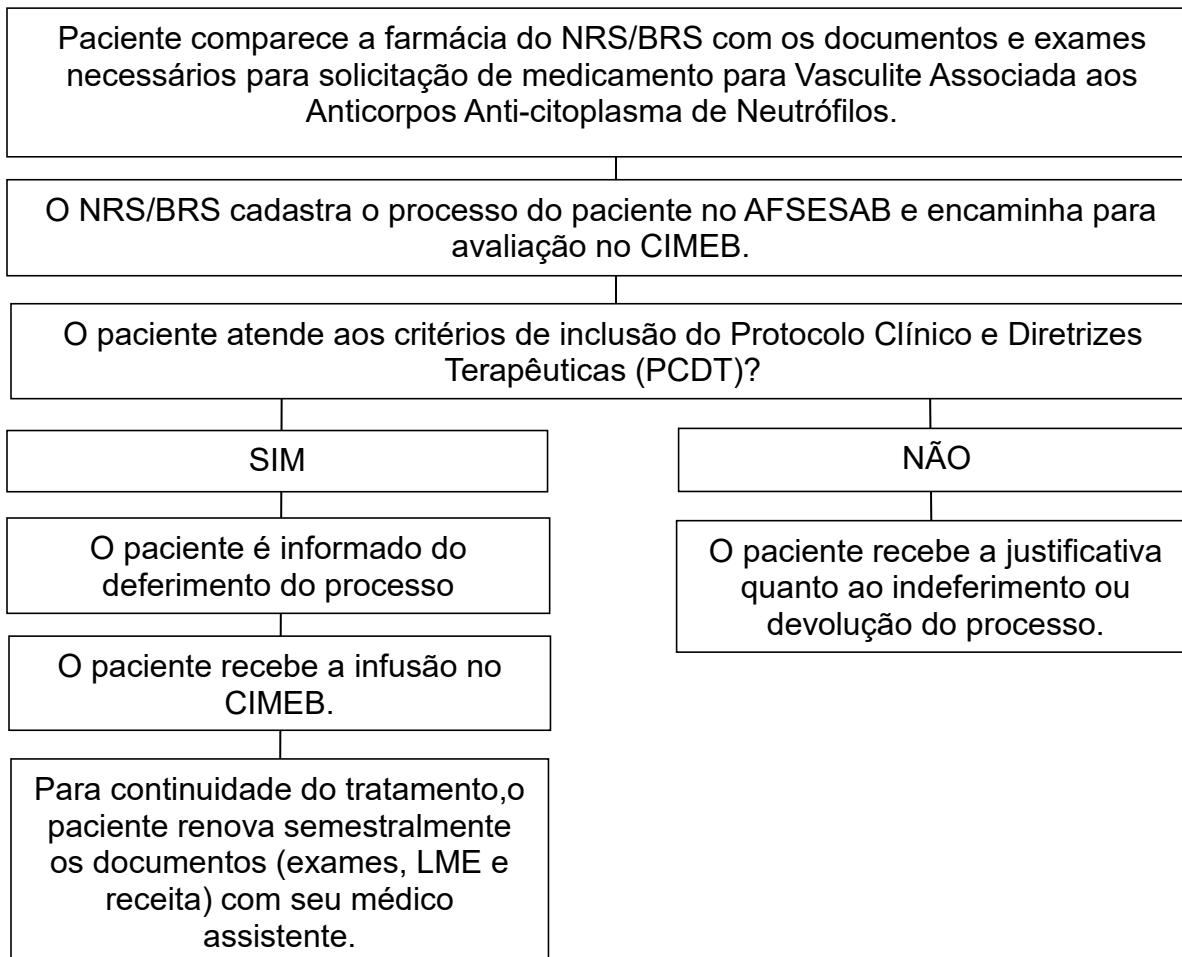 Paciente comparece a farmácia do NRS/BRS com os documentos e exames
necessários para solicitação de medicamento para Vasculite Associada aos
Anticorpos Anti-citoplasma de Neutrófilos.
O NRS/BRS cadastra o processo do paciente no AFSESAB e encaminha para
avaliação no CIMEB.
O paciente atende aos critérios de inclusão do Protocolo Clínico e Diretrizes
Terapêuticas (PCDT)?
SIM
O paciente é informado do
deferimento do processo
O paciente recebe a infusão no
CIMEB.
Para continuidade do tratamento,o
paciente renova semestralmente
os documentos (exames, LME e
receita) com seu médico
assistente.
NÃO
O paciente recebe a justificativa
quanto ao indeferimento ou
devolução do processo.